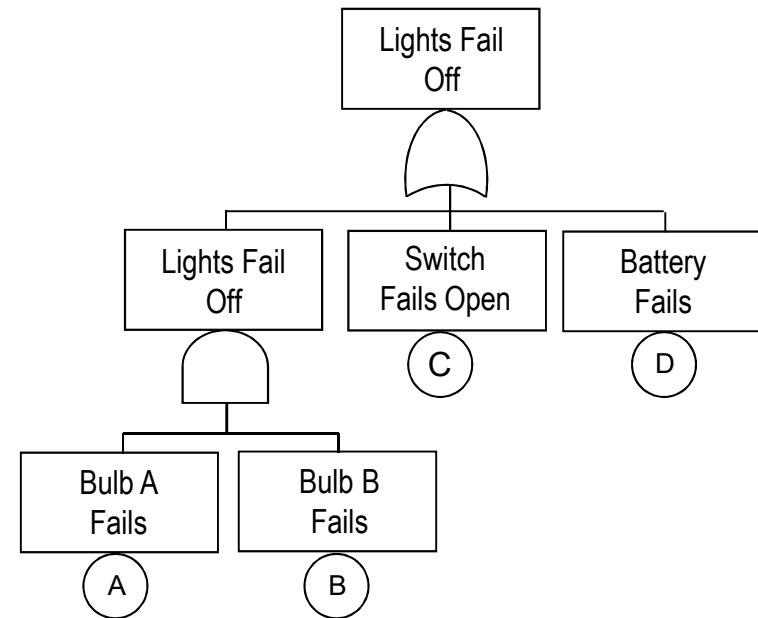 Lights Fail
Off
Lights Fail
Off
Switch
Fails Open
Battery
Fails
C
D
Bulb A
Fails
Bulb B
Fails
A
B